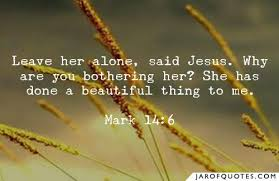 Leave her alone, said Jesus. Why
are you bothering her? She has
done a beautiful thing to me.
Mark 14:6
JAROFQUOTES.COM